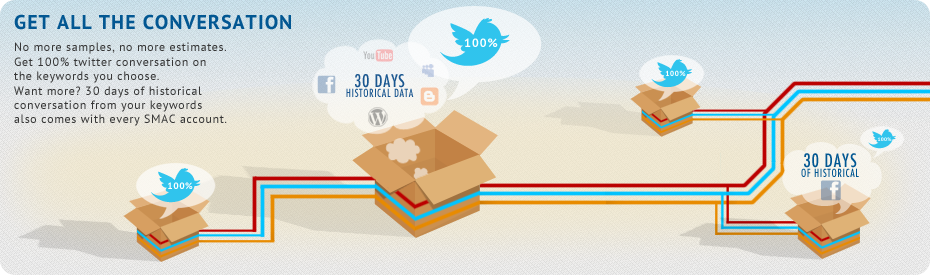 GET ALL THE CONVERSATION
No more samples, no more estimates.
Get 100% twitter conversation on
the keywords you choose.
Want more? 30 days of historical
conversation from your keywords
also comes with every SMAC account.
100%
YouTube
30 DAYS
HISTORICAL DATA
100%
100%
100%
30 DAYS
OF HISTORICAL